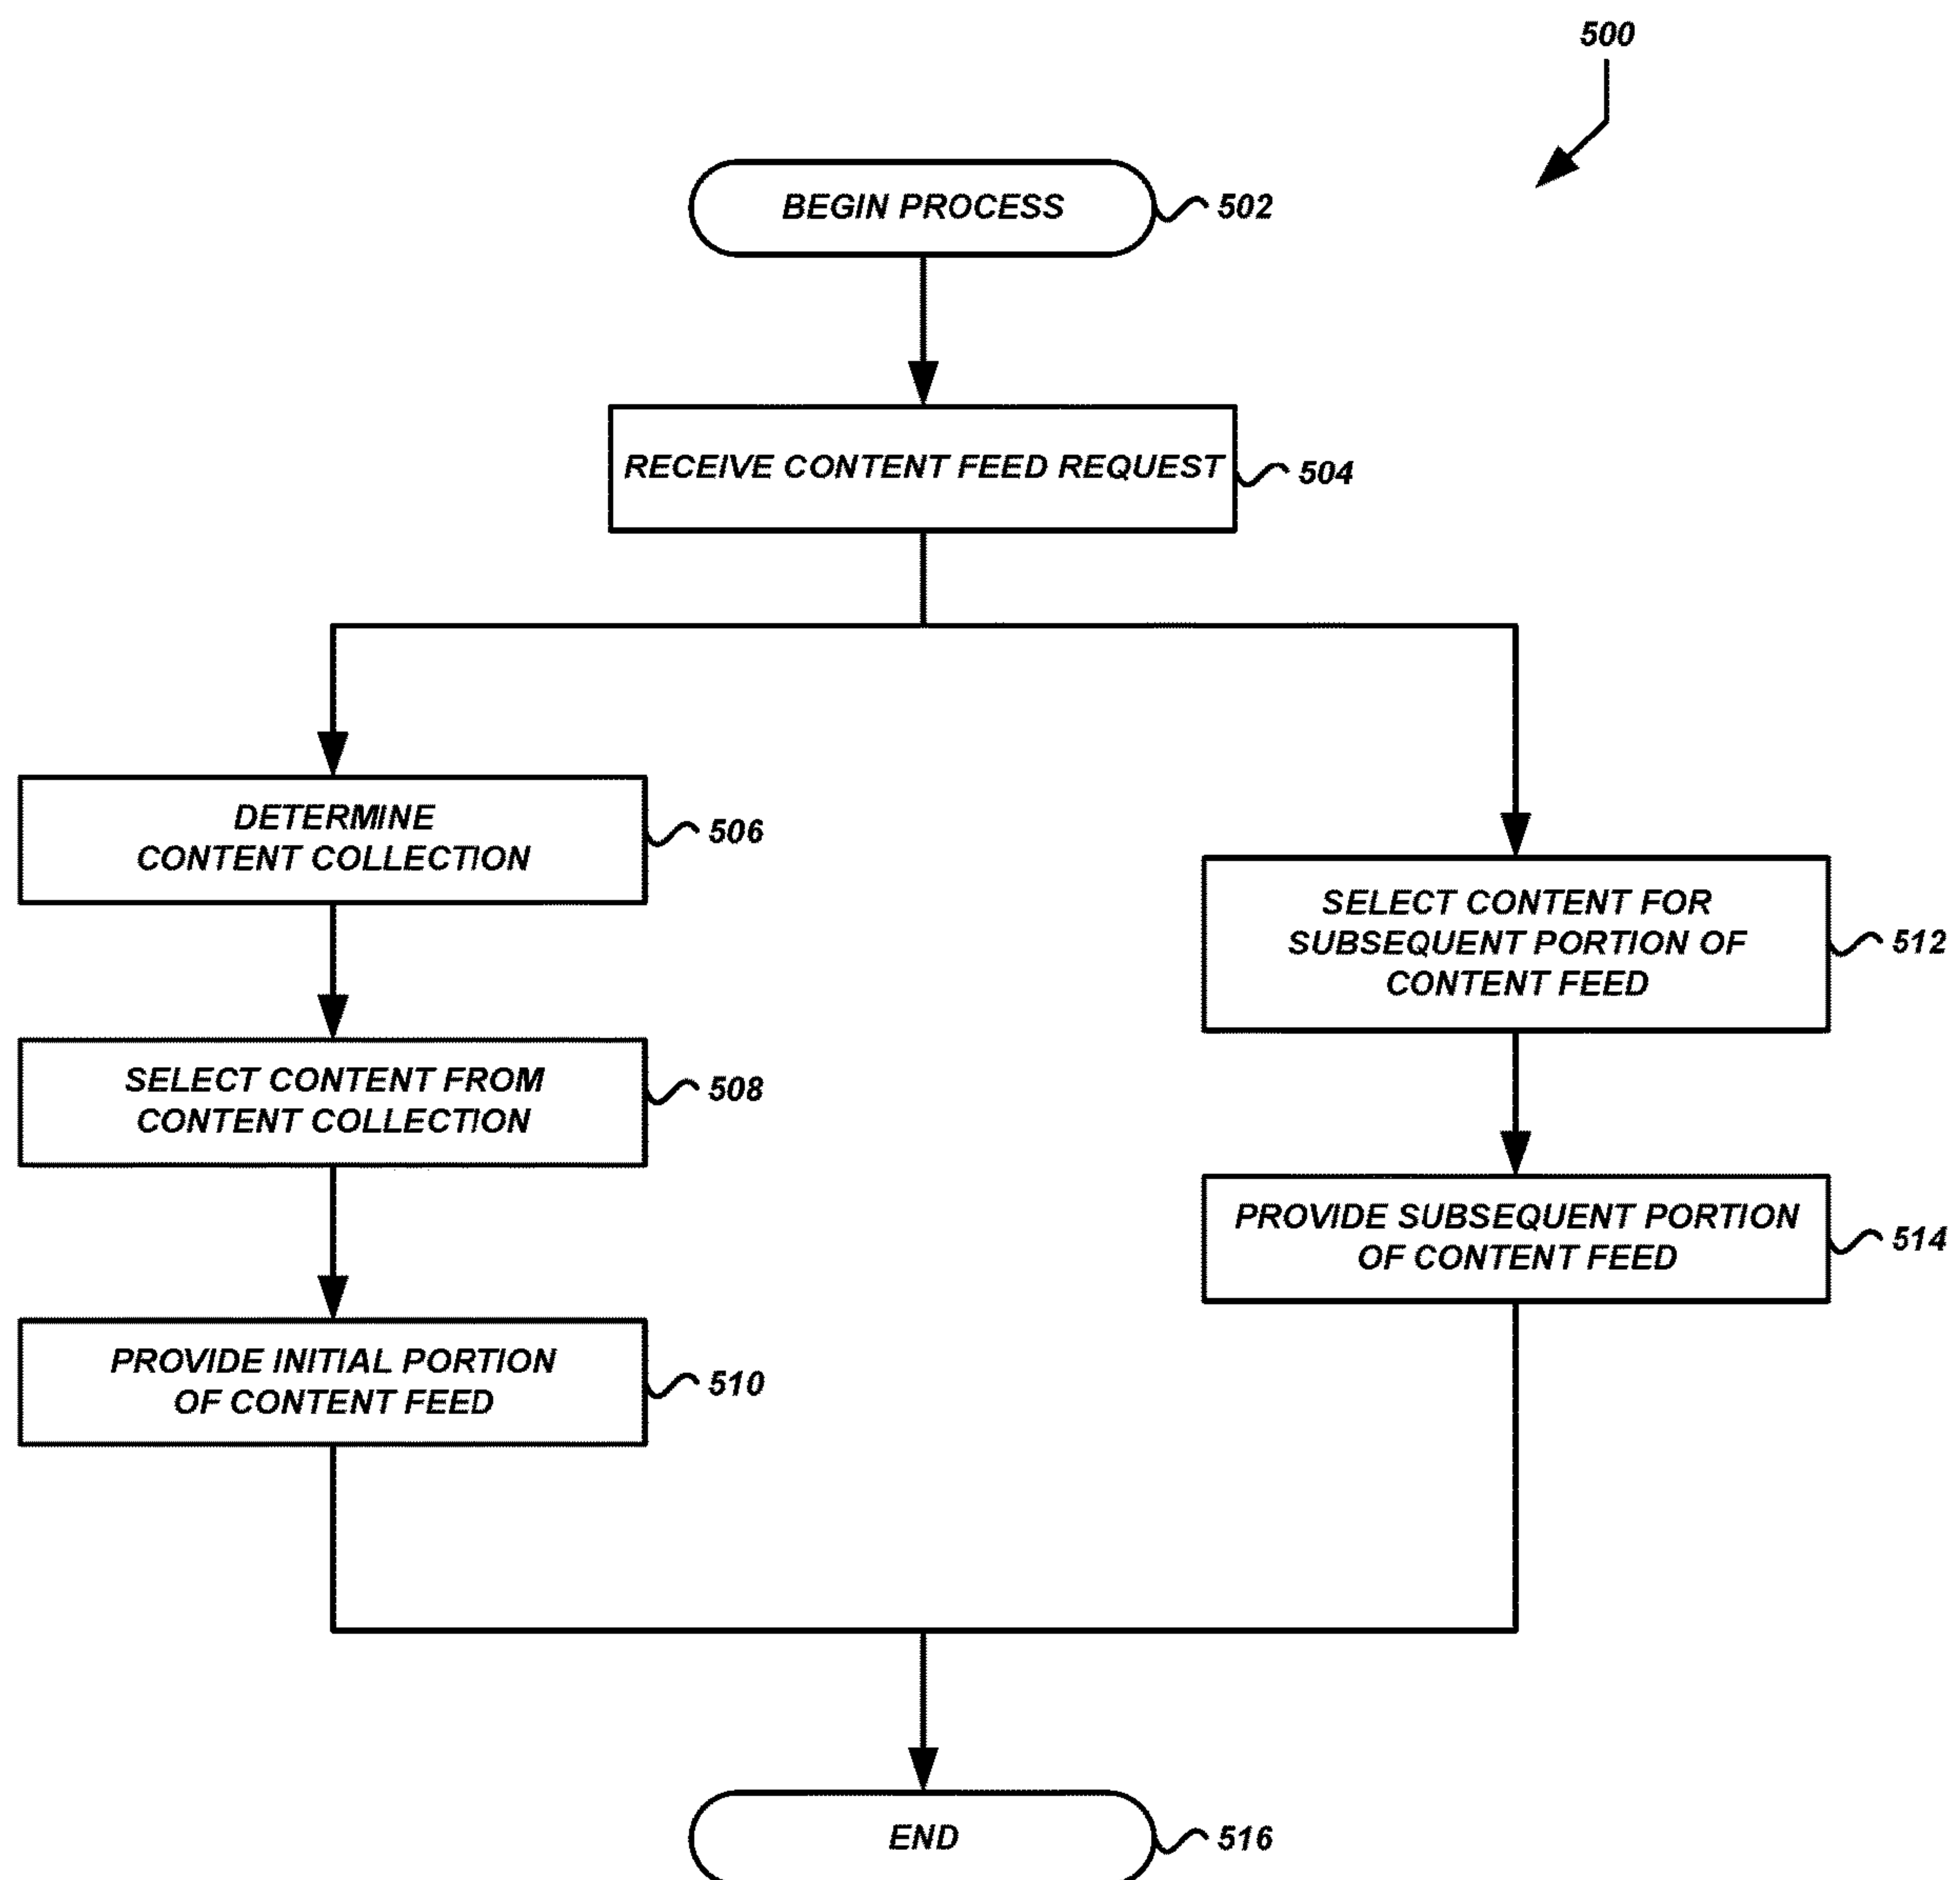 500
BEGIN PROCESS
502
RECEIVE CONTENT FEED REQUEST
504
DETERMINE
CONTENT COLLECTION
506
SELECT CONTENT FROM
CONTENT COLLECTION
508
PROVIDE INITIAL PORTION
OF CONTENT FEED
510
SELECT CONTENT FOR
SUBSEQUENT PORTION OF
CONTENT FEED
512
PROVIDE SUBSEQUENT PORTION
OF CONTENT FEED
514
END
516